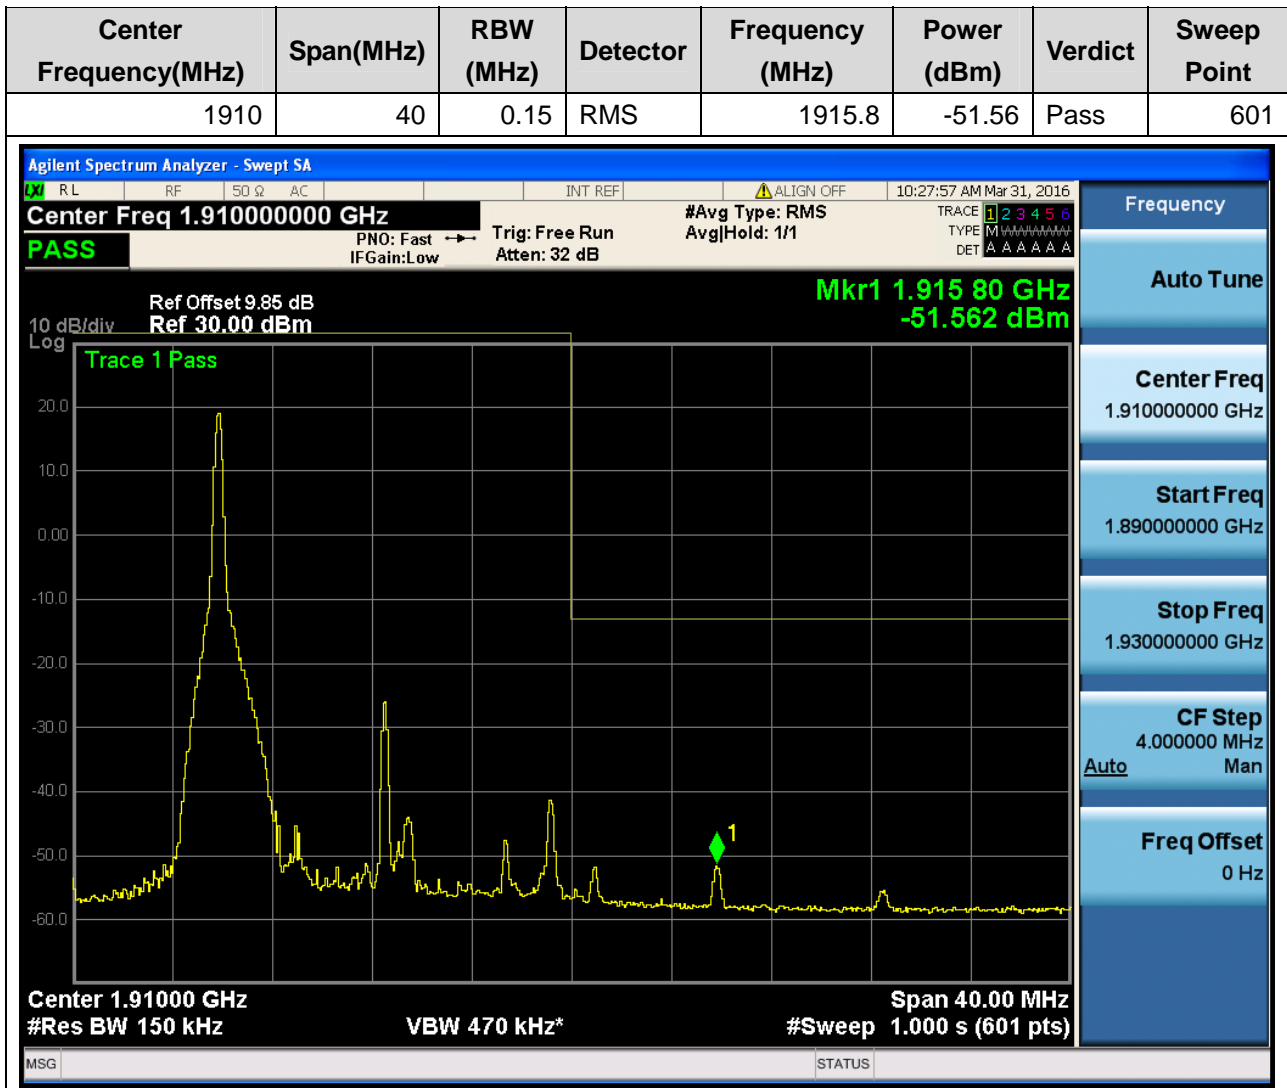 Center Frequency(MHz) Span(MHz) RBW (MHz) Detector Frequency (MHz) Power (dBm) Verdict Sweep Point
1910 40 0.15 RMS 1915.8 -51.56 Pass 601
Agilent Spectrum Analyzer - Swept SA
LXI RL RF 50 Ω AC INT REF ALIGN OFF 10:27:57 AM Mar 31, 2016
Center Freq 1.910000000 GHz
PASS
PNO: Fast
IFGain:Low
Trig: Free Run
Atten: 32 dB
#Avg Type: RMS
Avg|Hold: 1/1
TRACE 1 2 3 4 5 6
TYPE M
DET A A A A A A
Mkr1 1.915 80 GHz
-51.562 dBm
Ref Offset 9.85 dB
10 dB/div Ref 30.00 dBm
Log
Trace 1 Pass
20.0
10.0
0.00
-10.0
-20.0
-30.0
-40.0
-50.0
-60.0
1
Center 1.91000 GHz Span 40.00 MHz
#Res BW 150 kHz VBW 470 kHz* #Sweep 1.000 s (601 pts)
MSG STATUS
Frequency
Auto Tune
Center Freq
1.910000000 GHz
Start Freq
1.890000000 GHz
Stop Freq
1.930000000 GHz
CF Step
4.000000 MHz
Auto Man
Freq Offset
0 Hz